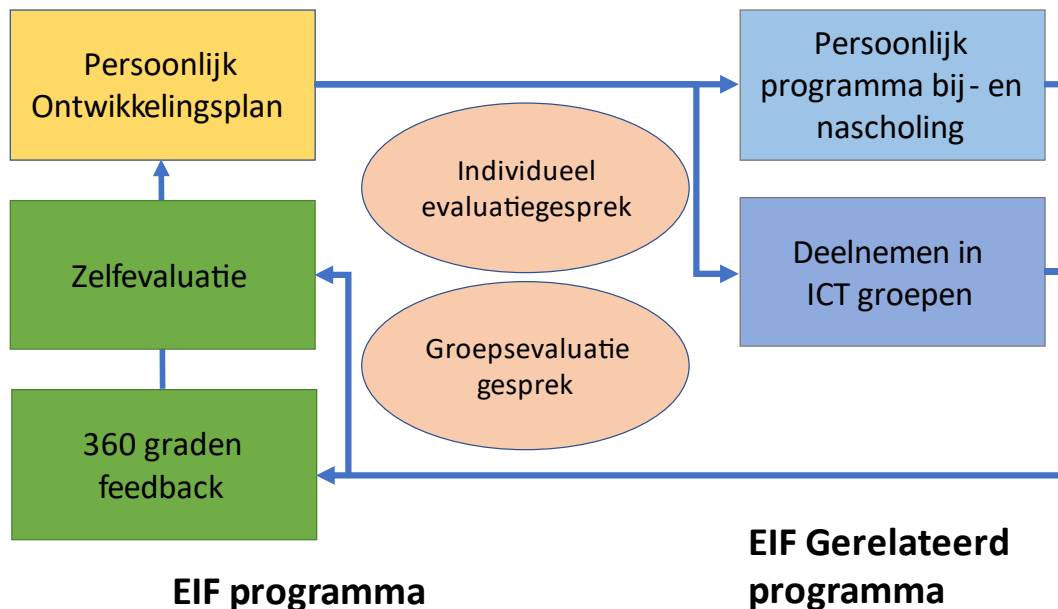 Persoonlijk
Ontwikkelingsplan
Persoonlijk
programma bij - en
nascholing
Individueel
evaluatiegesprek
Zelfevaluatie
Deelnemen in
ICT groepen
Groepsevaluatie
gesprek
360 graden
feedback
EIF programma
EIF Gerelateerd
programma